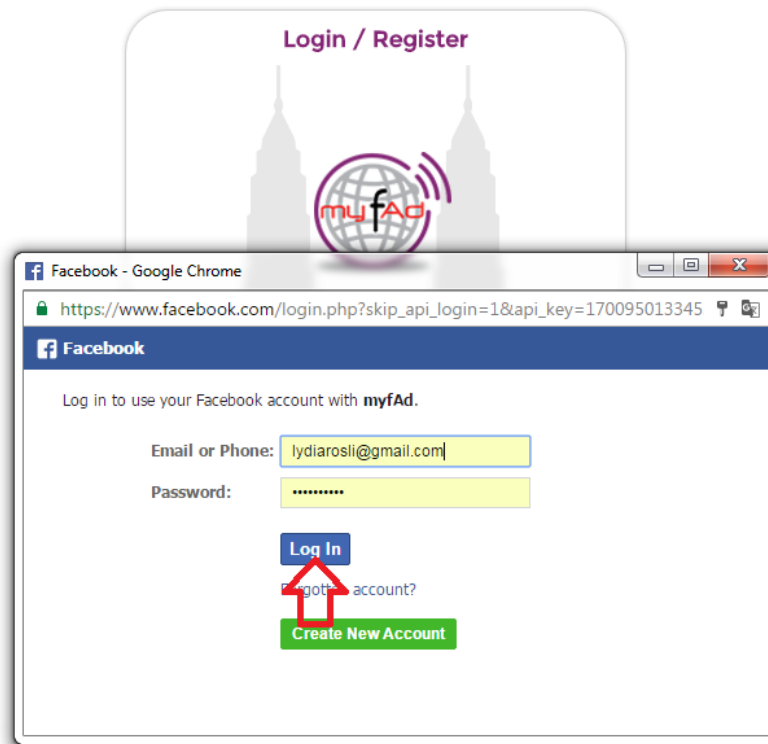 Login / Register
myfAd
Facebook - Google Chrome
https://www.facebook.com/login.php?skip_api_login=1&api_key=170095013345
Facebook
Log in to use your Facebook account with myfAd.
Email or Phone: lydiarosli@gmail.com
Password: ••••••••••
Log In
Forgotten account?
Create New Account